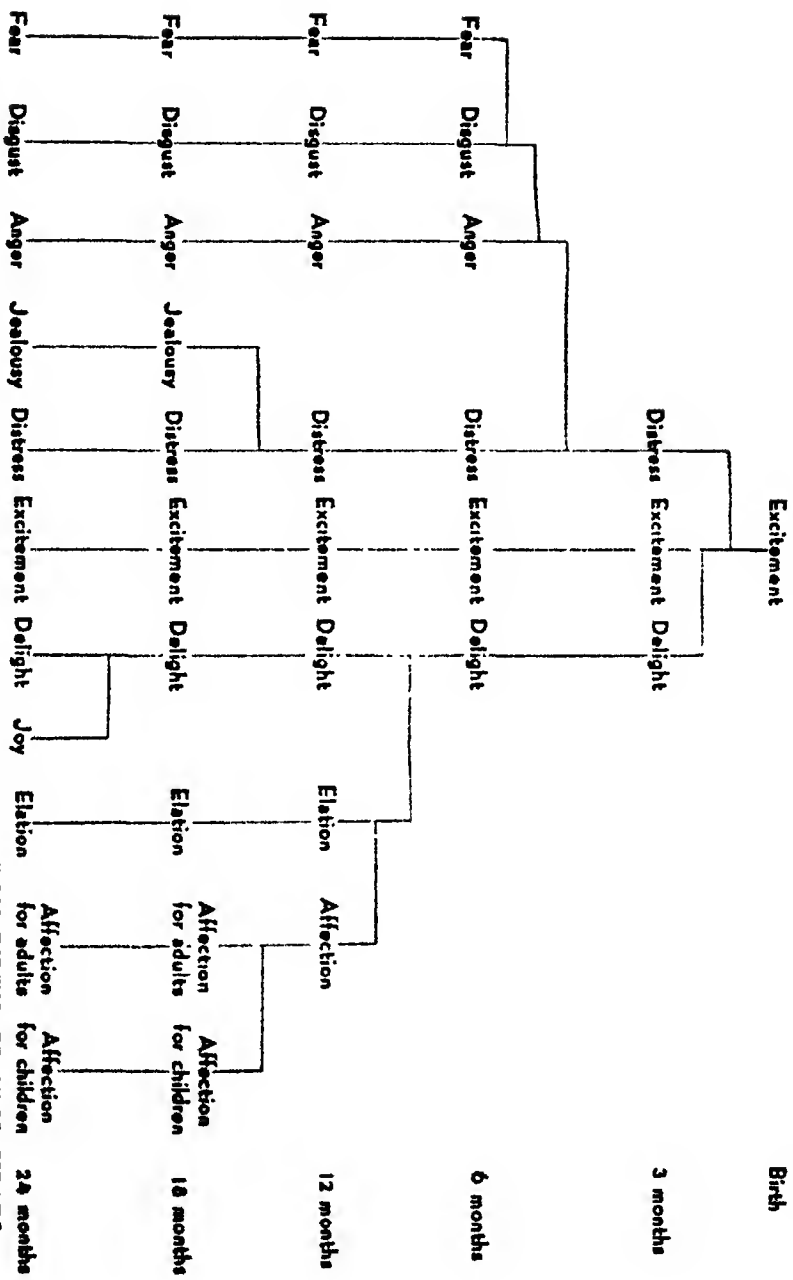 Excitement Birth
Distress Excitement Delight 3 months
Fear Disgust Anger Distress Excitement Delight 6 months
Fear Disgust Anger Distress Excitement Delight Elation Affection 12 months
Fear Disgust Anger Jealousy Distress Excitement Delight Elation Affection for adults Affection for children 18 months
Fear Disgust Anger Jealousy Distress Excitement Delight Joy Elation Affection for adults Affection for children 24 months